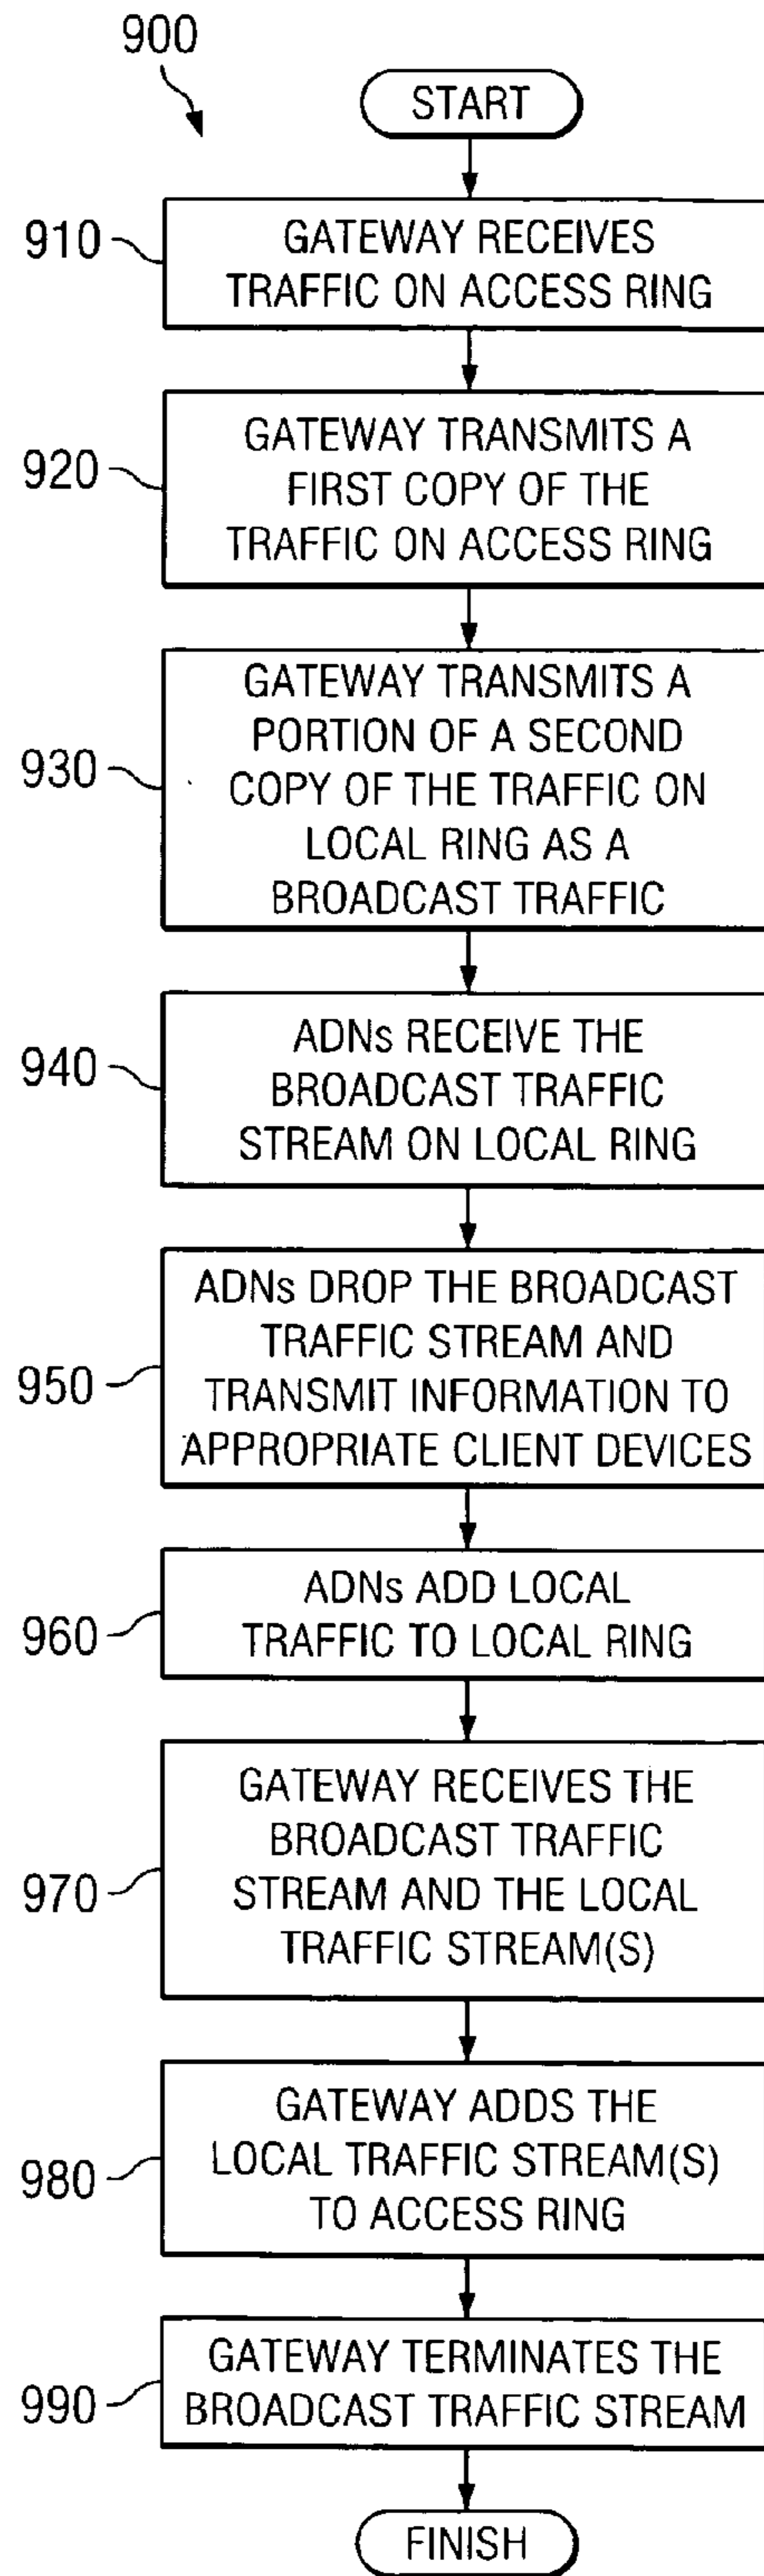 900
START
910
GATEWAY RECEIVES
TRAFFIC ON ACCESS RING
920
GATEWAY TRANSMITS A
FIRST COPY OF THE
TRAFFIC ON ACCESS RING
930
GATEWAY TRANSMITS A
PORTION OF A SECOND
COPY OF THE TRAFFIC ON
LOCAL RING AS A
BROADCAST TRAFFIC
940
ADNs RECEIVE THE
BROADCAST TRAFFIC
STREAM ON LOCAL RING
950
ADNs DROP THE BROADCAST
TRAFFIC STREAM AND
TRANSMIT INFORMATION TO
APPROPRIATE CLIENT DEVICES
960
ADNs ADD LOCAL
TRAFFIC TO LOCAL RING
970
GATEWAY RECEIVES THE
BROADCAST TRAFFIC
STREAM AND THE LOCAL
TRAFFIC STREAM(S)
980
GATEWAY ADDS THE
LOCAL TRAFFIC STREAM(S)
TO ACCESS RING
990
GATEWAY TERMINATES THE
BROADCAST TRAFFIC STREAM
FINISH